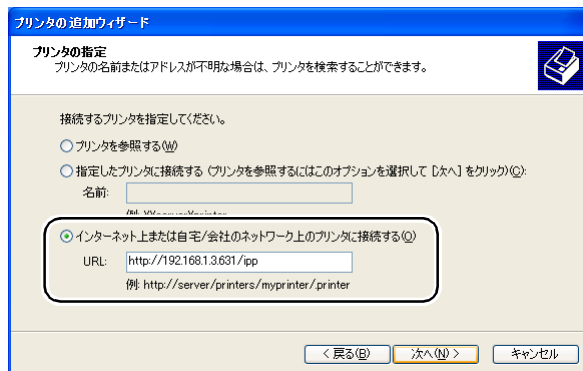 プリンタの追加ウィザード
プリンタの指定
プリンタの名前またはアドレスが不明な場合は、プリンタを検索することができます。
接続するプリンタを指定してください。
プリンタを参照する(W)
指定したプリンタに接続する (プリンタを参照するにはこのオプションを選択して [次へ] をクリック)(C):
名前:
インターネット上または自宅/会社のネットワーク上のプリンタに接続する(O)
URL: http://192.168.1.3.631/ipp
例: http://server/printers/myprinter/.printer
< 戻る(B) 次へ(N) > キャンセル